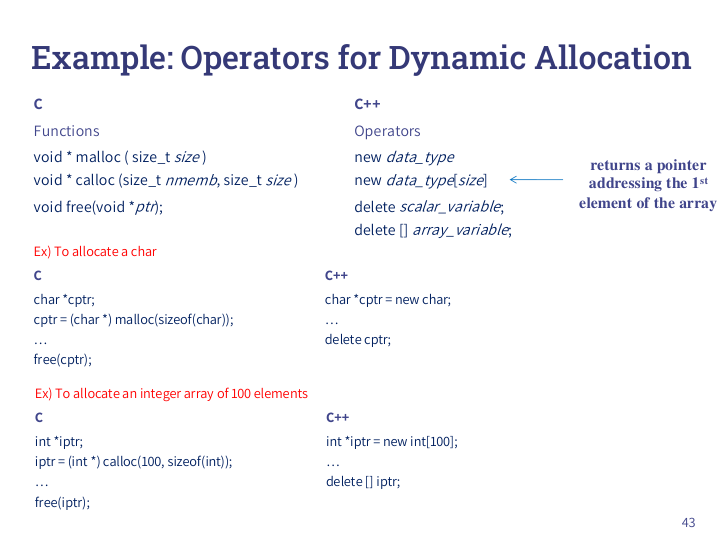 Example: Operators for Dynamic Allocation
C
Functions
void * malloc ( size_t size )
void * calloc (size_t nmemb, size_t size )
void free(void *ptr);
C++
Operators
new data_type
new data_type[size]
delete scalar_variable;
delete [] array_variable;
returns a pointer
addressing the 1st
element of the array
Ex) To allocate a char
C
char *cptr;
cptr = (char *) malloc(sizeof(char));
…
free(cptr);
C++
char *cptr = new char;
…
delete cptr;
Ex) To allocate an integer array of 100 elements
C
int *iptr;
iptr = (int *) calloc(100, sizeof(int));
…
free(iptr);
C++
int *iptr = new int[100];
…
delete [] iptr;
43